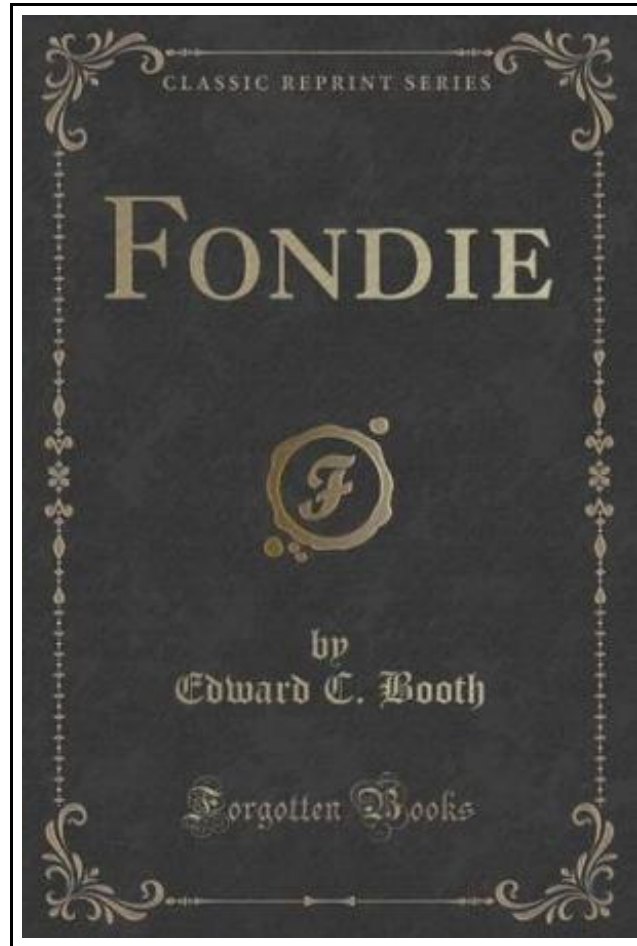 CLASSIC REPRINT SERIES
FONDIE
F
by
Edward C. Booth
Forgotten Books